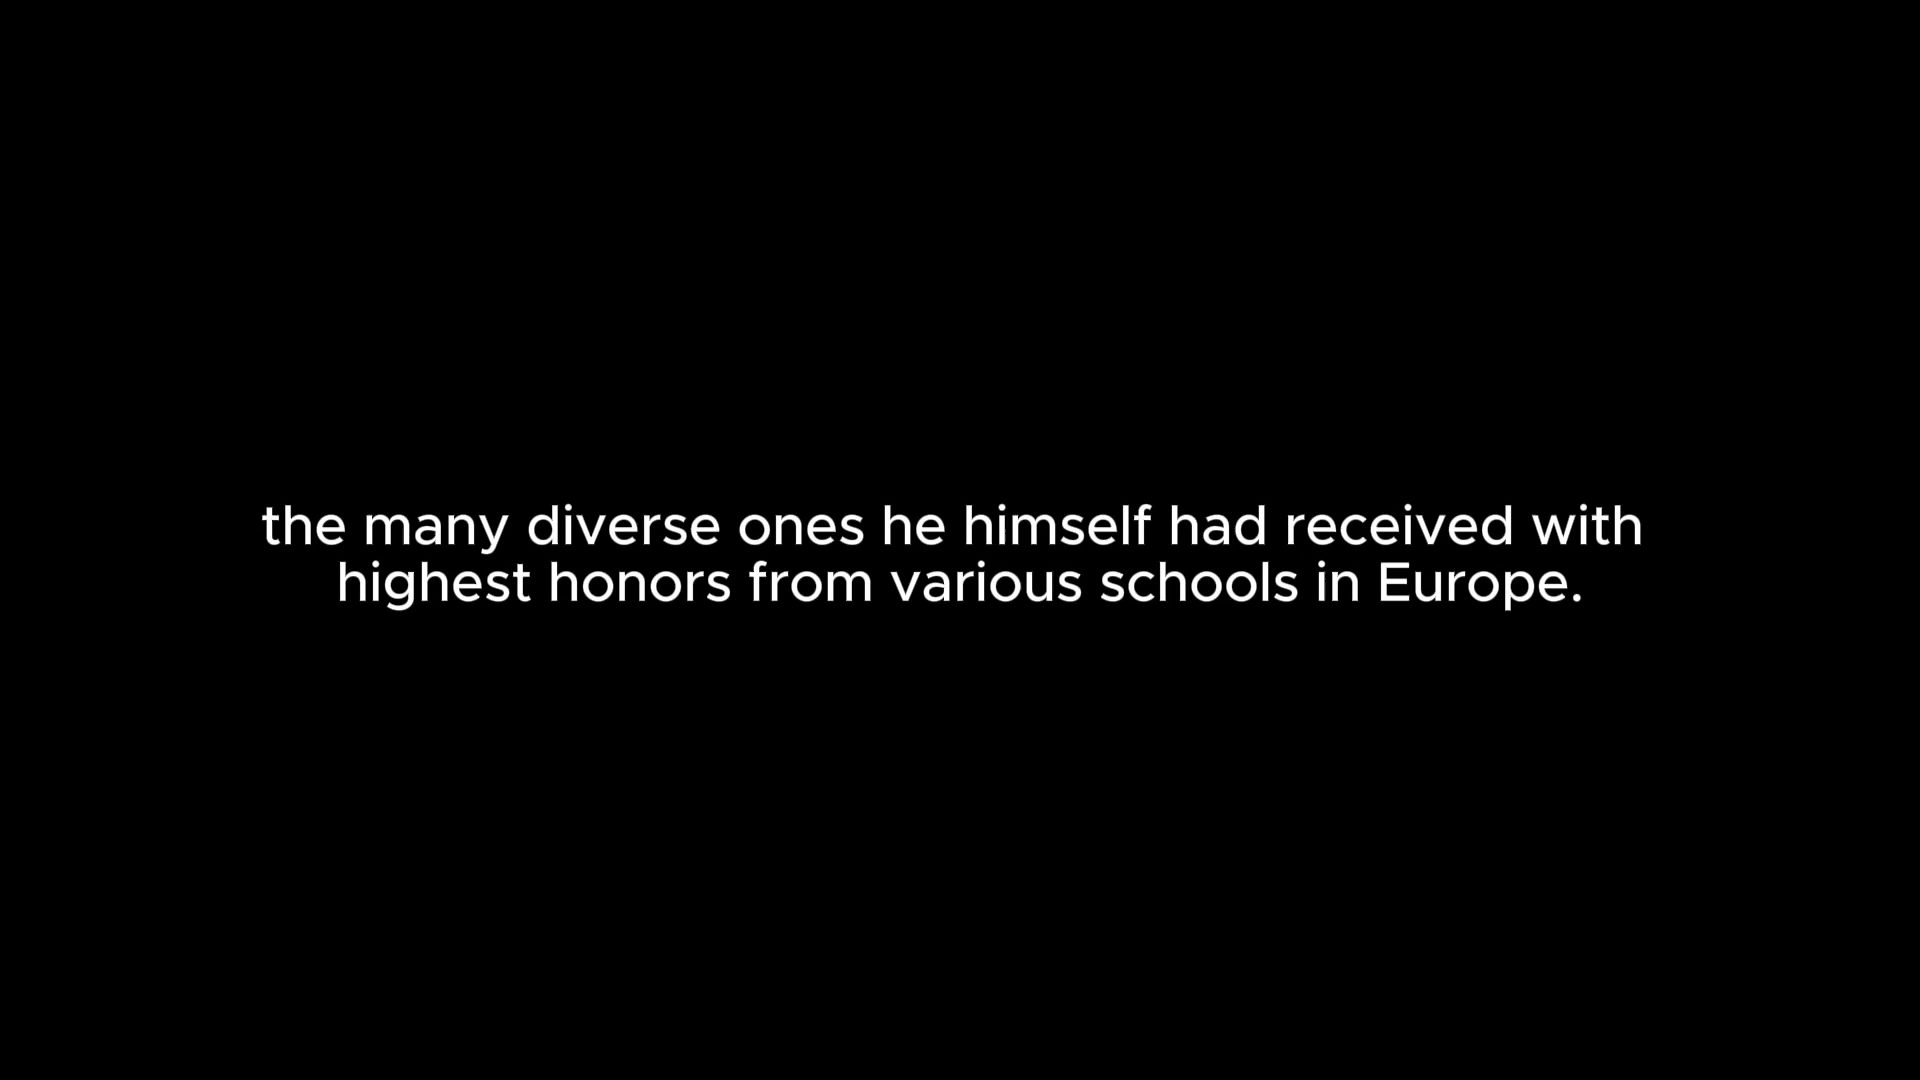 the many diverse ones he himself had received with
highest honors from various schools in Europe.